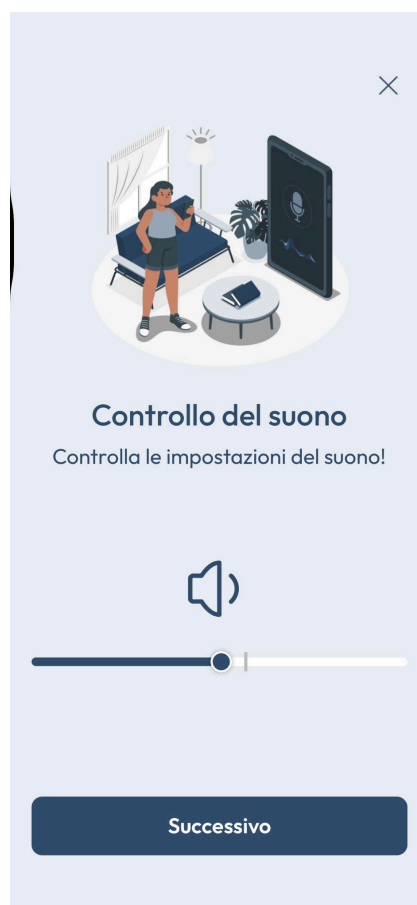 Controllo del suono
Controlla le impostazioni del suono!
Successivo